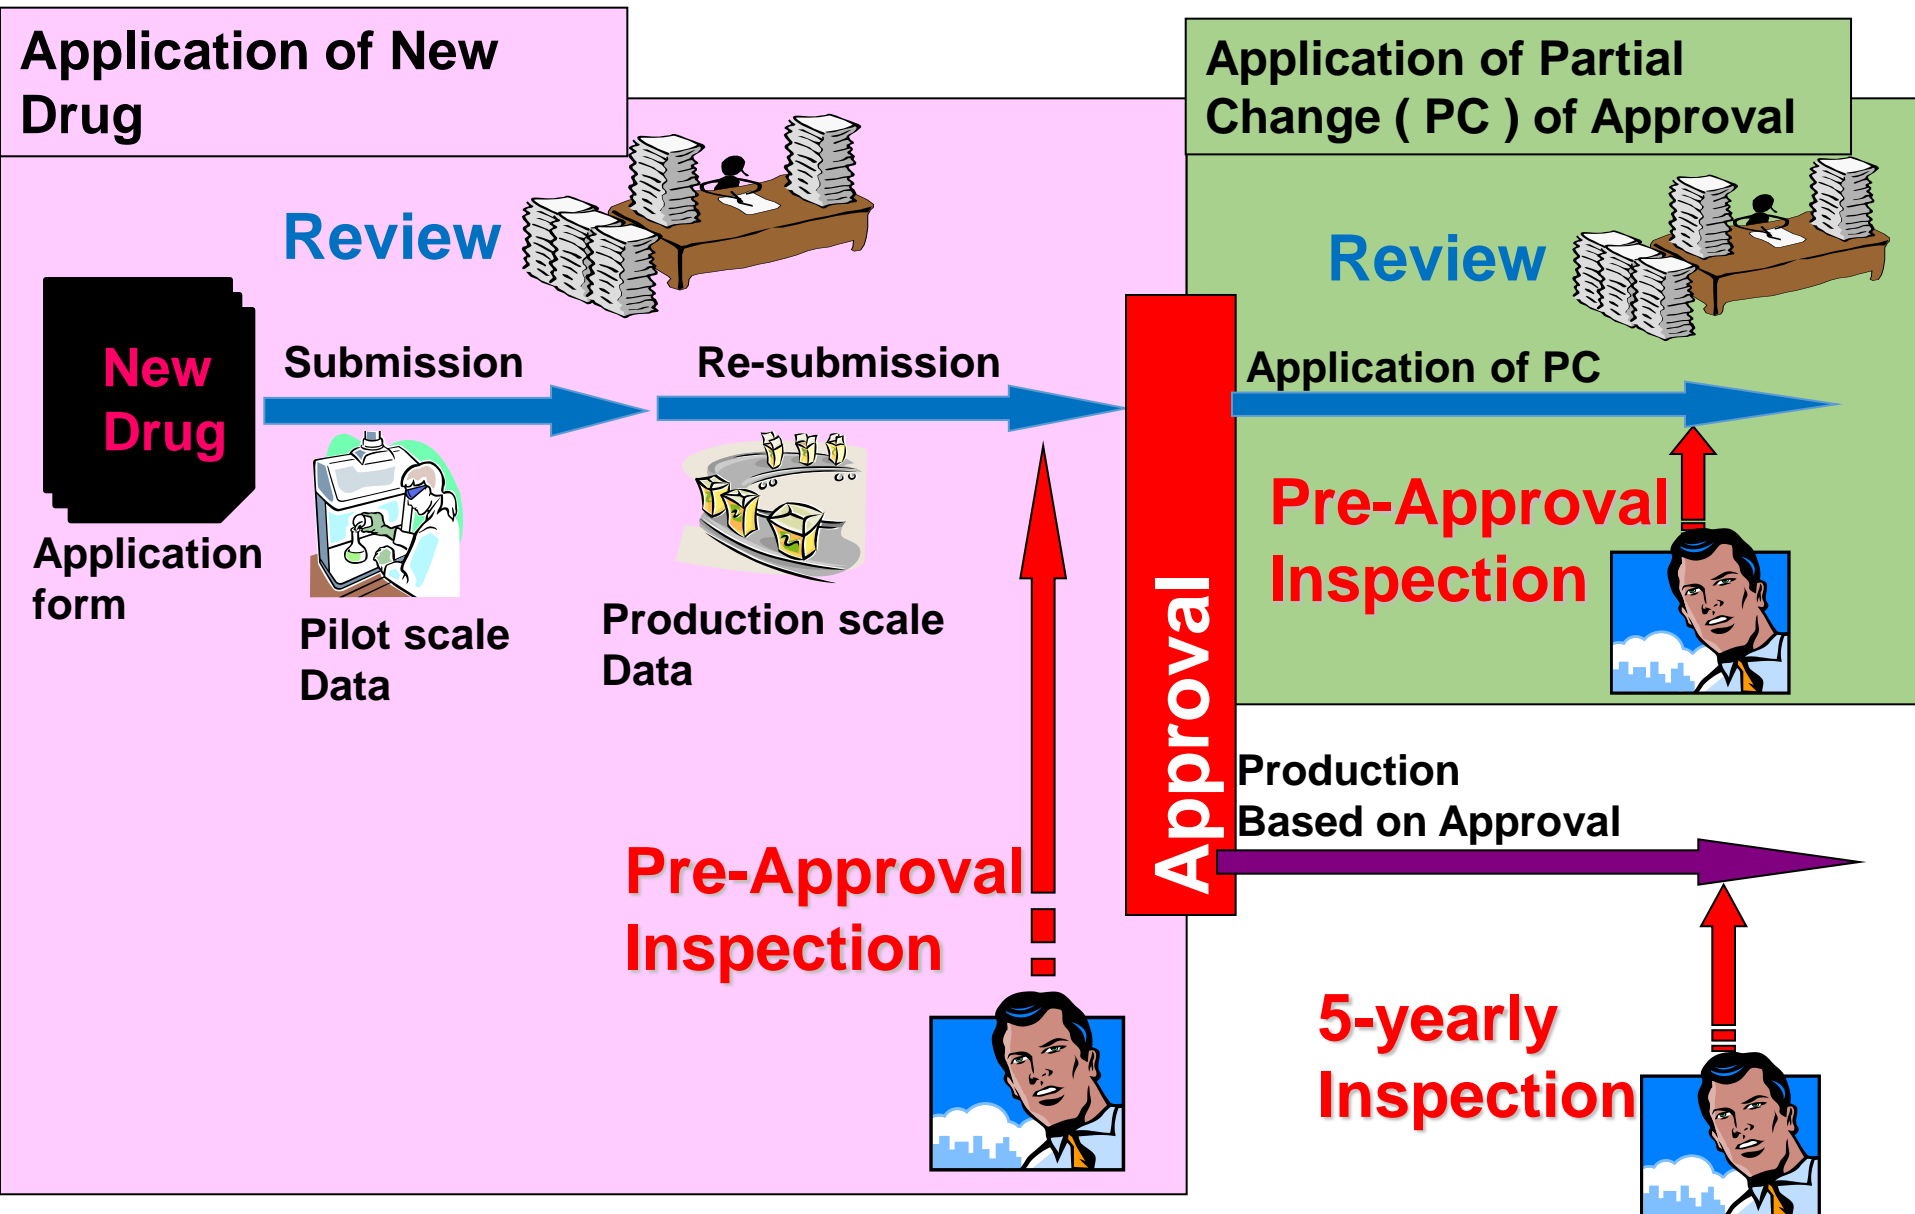 Application of New
Drug
Review
New
Drug
Application
form
Submission
Re-submission
Pilot scale
Data
Production scale
Data
Pre-Approval
Inspection
Approval
Application of Partial
Change ( PC ) of Approval
Review
Application of PC
Pre-Approval
Inspection
Production
Based on Approval
5-yearly
Inspection